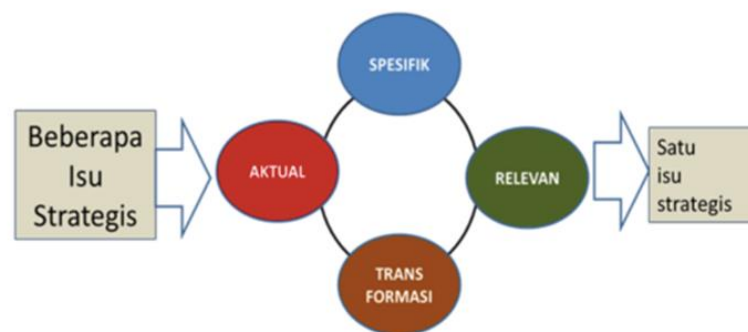 SPESIFIK
Beberapa
Isu
Strategis
AKTUAL
RELEVAN
Satu
isu
strategis
TRANS
FORMASI